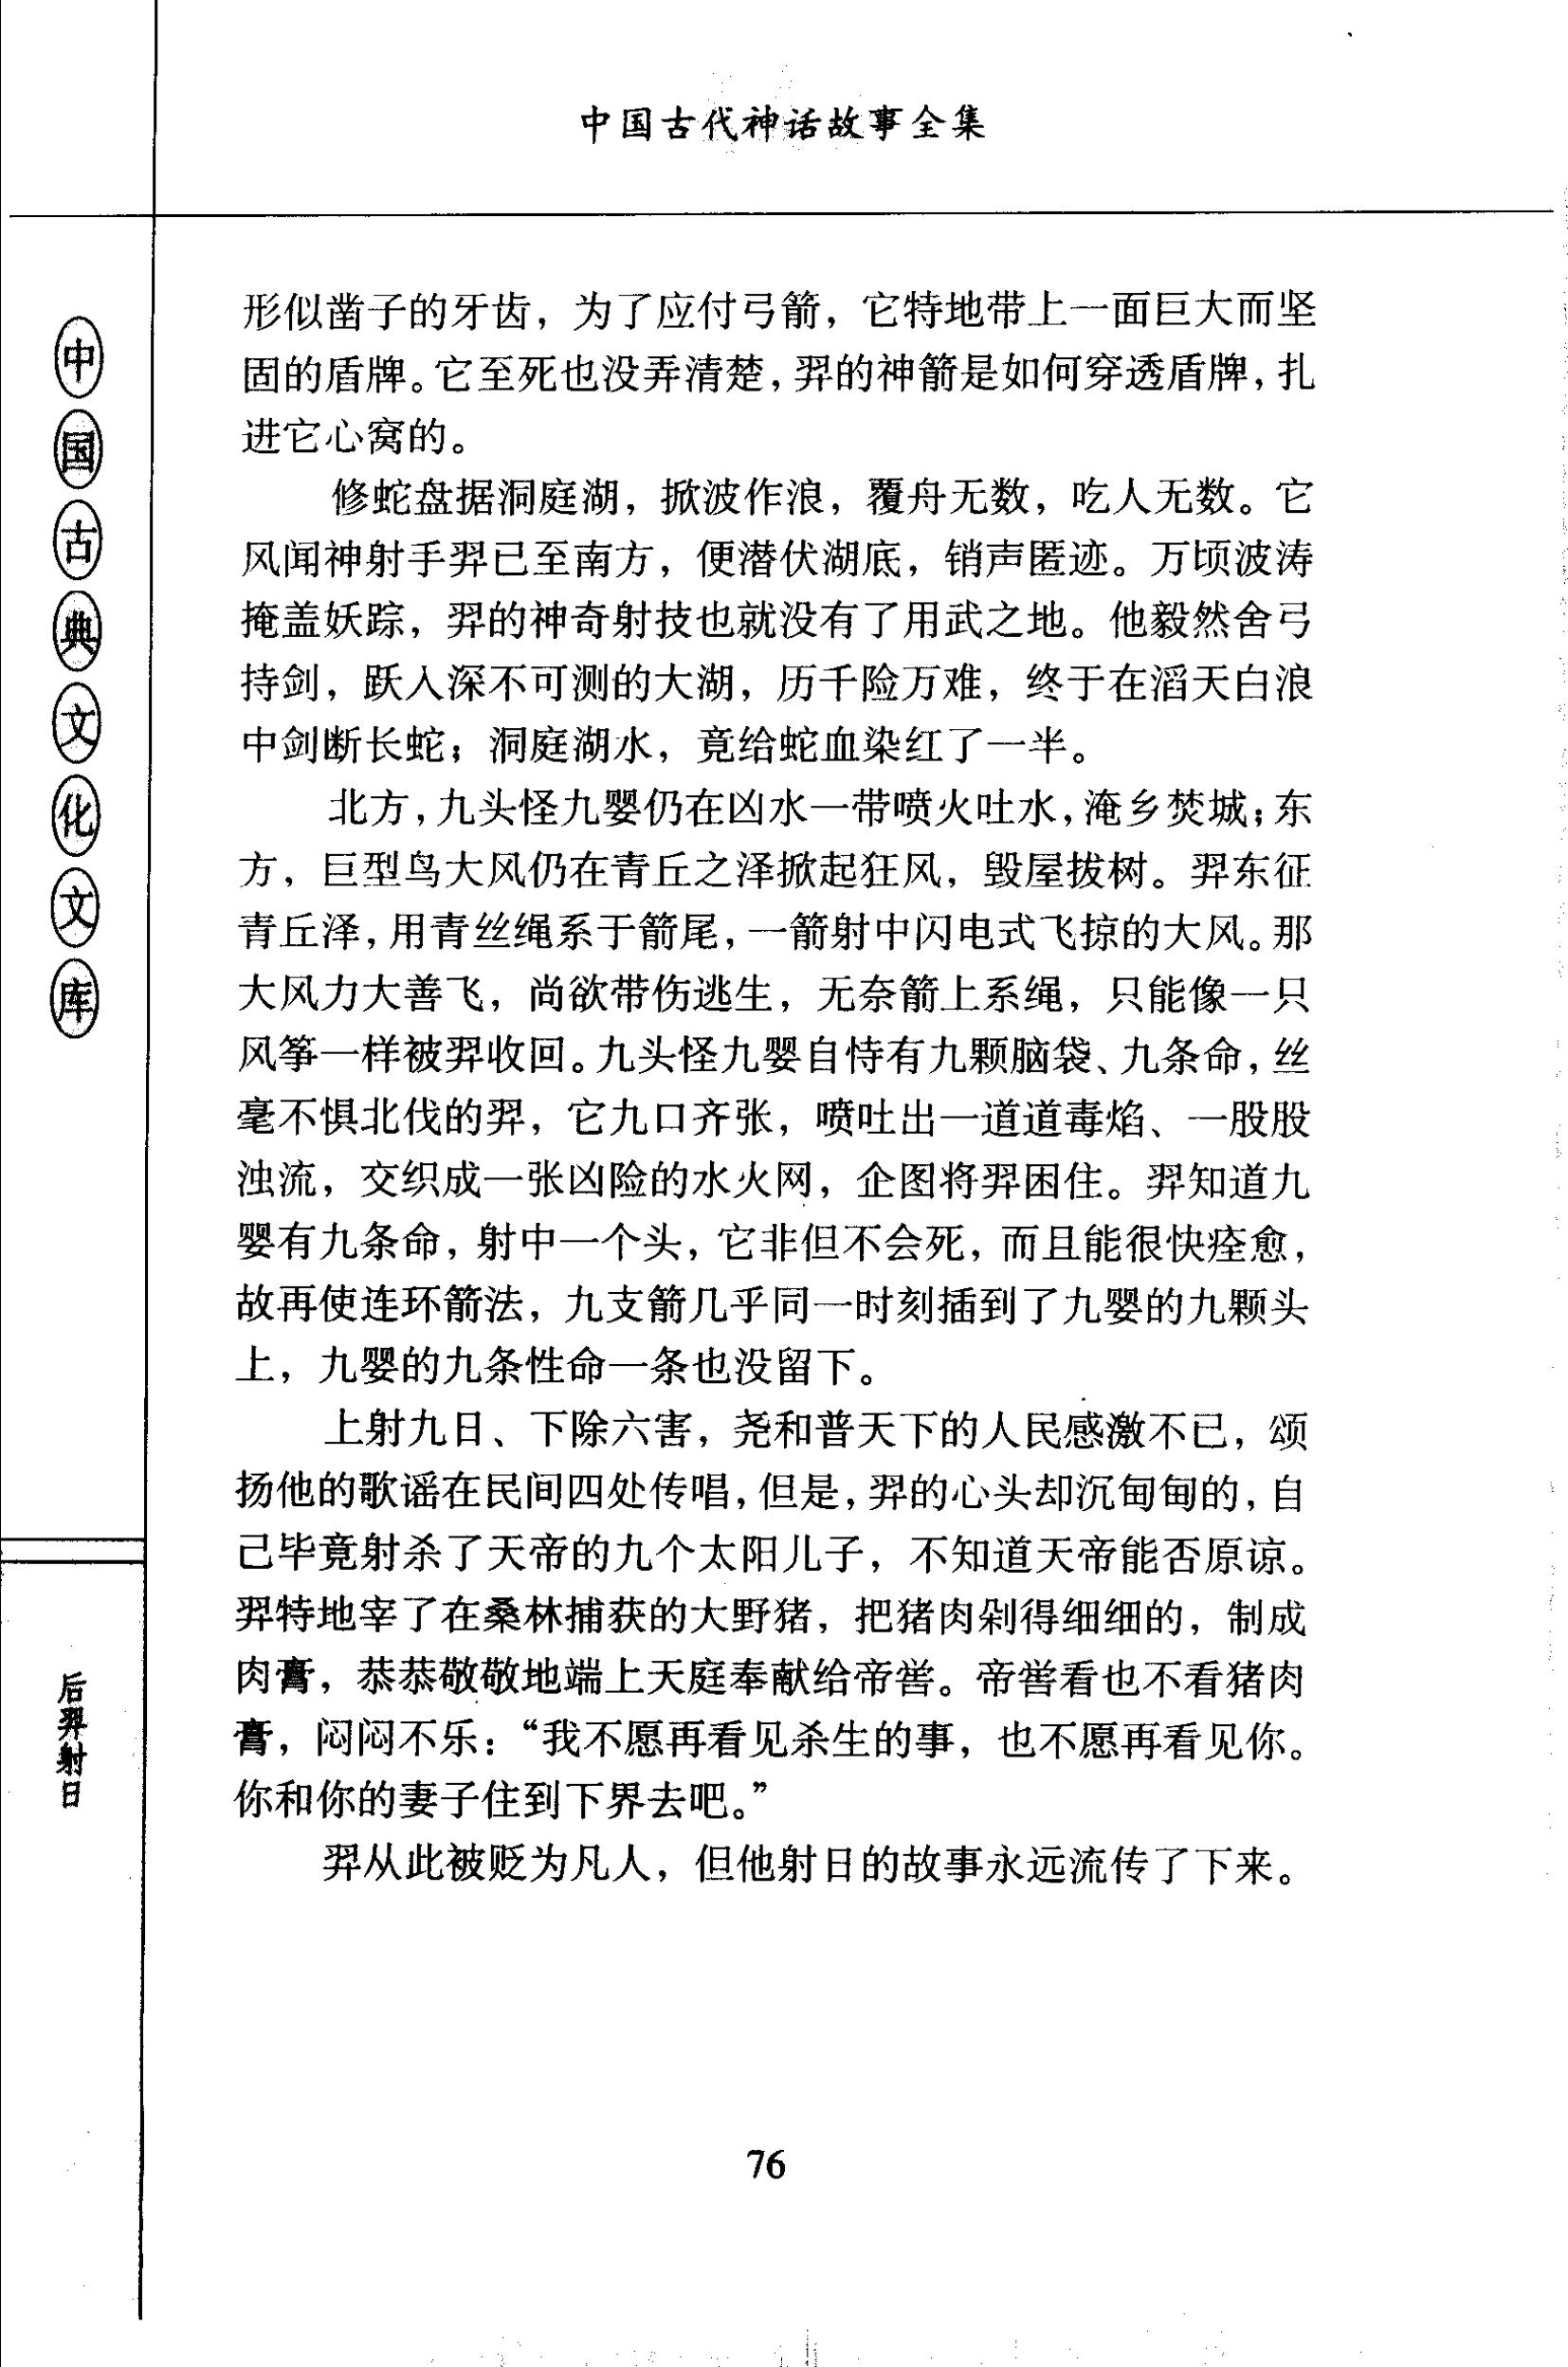 中国古代神话故事全集
中国古典文化文库
后羿射日
形似凿子的牙齿，为了应付弓箭，它特地带上一面巨大而坚
固的盾牌。它至死也没弄清楚，羿的神箭是如何穿透盾牌，扎
进它心窝的。
修蛇盘据洞庭湖，掀波作浪，覆舟无数，吃人无数。它
风闻神射手羿已至南方，便潜伏湖底，销声匿迹。万顷波涛
掩盖妖踪，羿的神奇射技也就没有了用武之地。他毅然舍弓
持剑，跃入深不可测的大湖，历千险万难，终于在滔天白浪
中剑断长蛇；洞庭湖水，竟给蛇血染红了一半。
北方，九头怪九婴仍在凶水一带喷火吐水，淹乡焚城；东
方，巨型鸟大风仍在青丘之泽掀起狂风，毁屋拔树。羿东征
青丘泽，用青丝绳系于箭尾，一箭射中闪电式飞掠的大风。那
大风力大善飞，尚欲带伤逃生，无奈箭上系绳，只能像一只
风筝一样被羿收回。九头怪九婴自恃有九颗脑袋、九条命，丝
毫不惧北伐的羿，它九口齐张，喷吐出一道道毒焰、一股股
浊流，交织成一张凶险的水火网，企图将羿困住。羿知道九
婴有九条命，射中一个头，它非但不会死，而且能很快痊愈，
故再使连环箭法，九支箭几乎同一时刻插到了九婴的九颗头
上，九婴的九条性命一条也没留下。
上射九日、下除六害，尧和普天下的人民感激不已，颂
扬他的歌谣在民间四处传唱，但是，羿的心头却沉甸甸的，自
己毕竟射杀了天帝的九个太阳儿子，不知道天帝能否原谅。
羿特地宰了在桑林捕获的大野猪，把猪肉剁得细细的，制成
肉膏，恭恭敬敬地端上天庭奉献给帝喾。帝喾看也不看猪肉
膏，闷闷不乐：“我不愿再看见杀生的事，也不愿再看见你。
你和你的妻子住到下界去吧。”
羿从此被贬为凡人，但他射日的故事永远流传了下来。
76